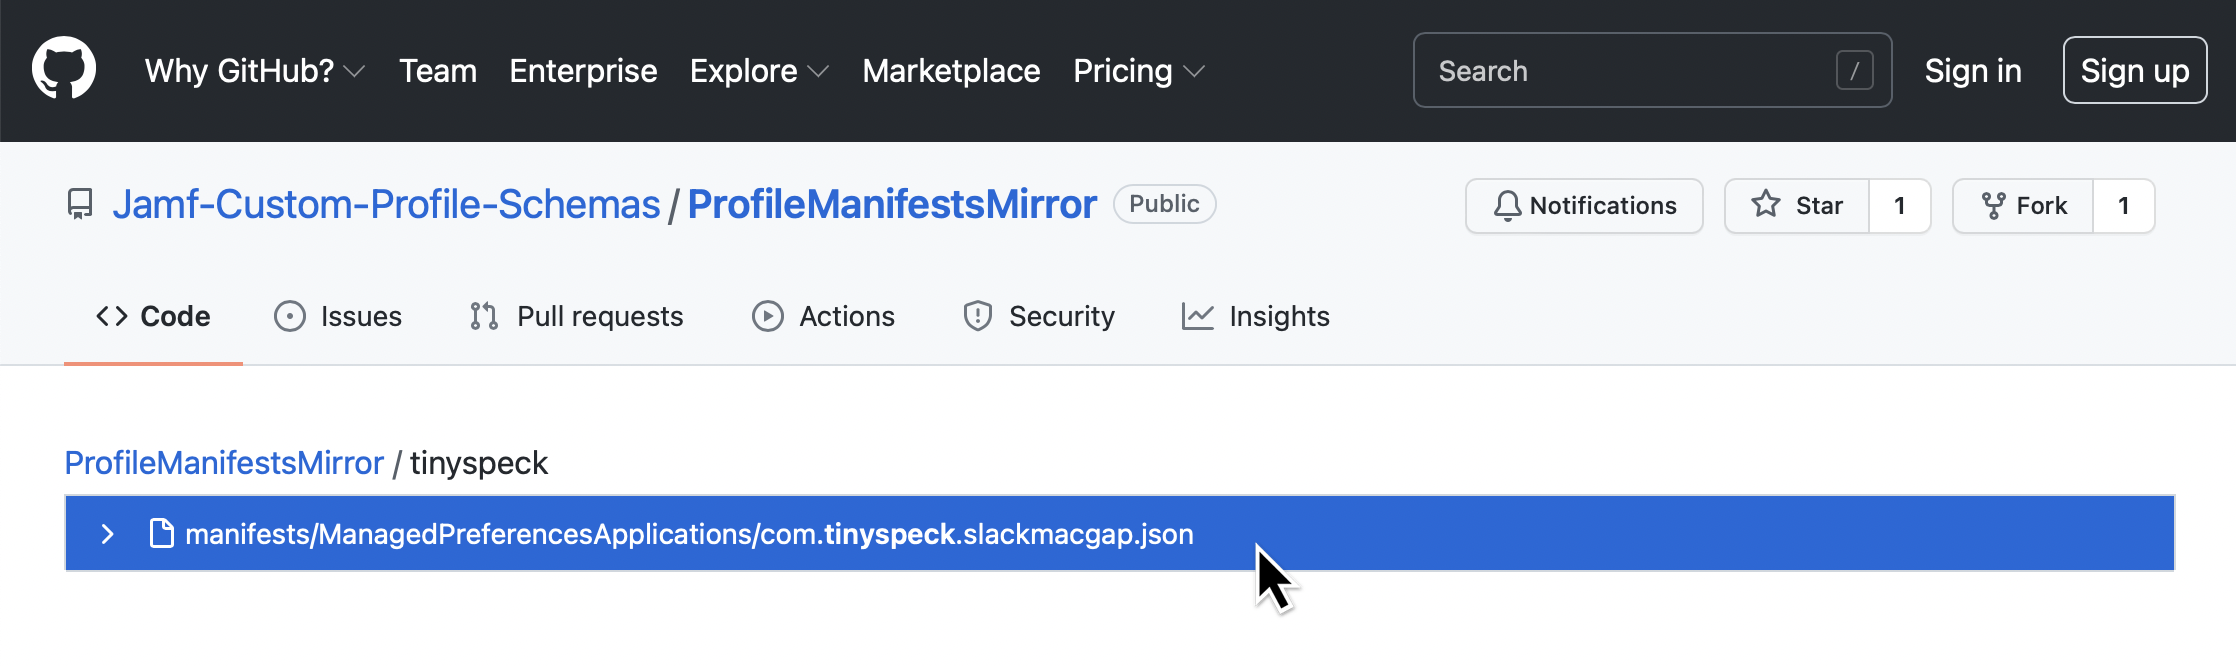 Why GitHub? Team Enterprise Explore Marketplace Pricing Search / Sign in Sign up
Jamf-Custom-Profile-Schemas / ProfileManifestsMirror Public Notifications Star 1 Fork 1
Code Issues Pull requests Actions Security Insights
ProfileManifestsMirror / tinyspeck
manifests/ManagedPreferencesApplications/com.tinyspeck.slackmacgap.json